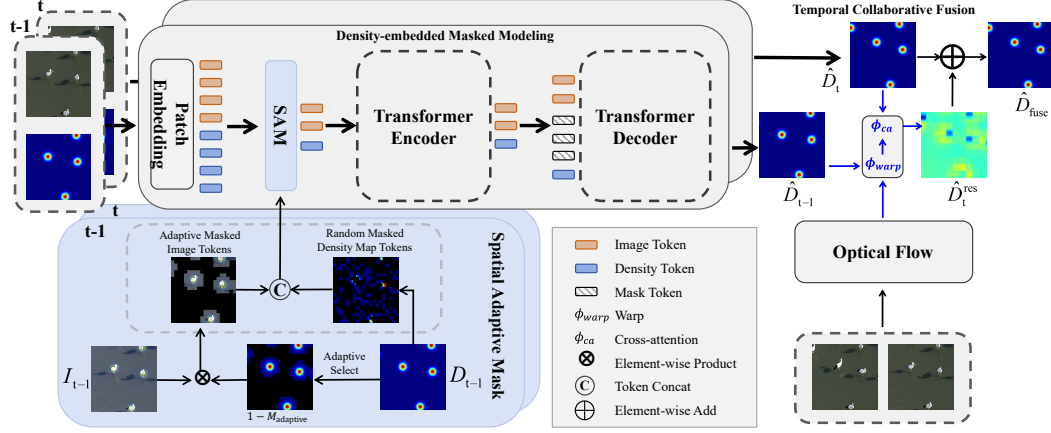 t
t-1
Density-embedded Masked Modeling
Patch
Embedding
SAM
Transformer
Encoder
Transformer
Decoder
Temporal Collaborative Fusion
D̂t
D̂fuse
ϕca
ϕwarp
D̂t−1
D̂t^res
Optical Flow
t
t-1
Adaptive Masked
Image Tokens
Random Masked
Density Map Tokens
C
Spatial Adaptive Mask
It−1
Adaptive
Select
Dt−1
1 − Madaptive
Image Token
Density Token
Mask Token
ϕwarp Warp
ϕca Cross-attention
Element-wise Product
C Token Concat
Element-wise Add